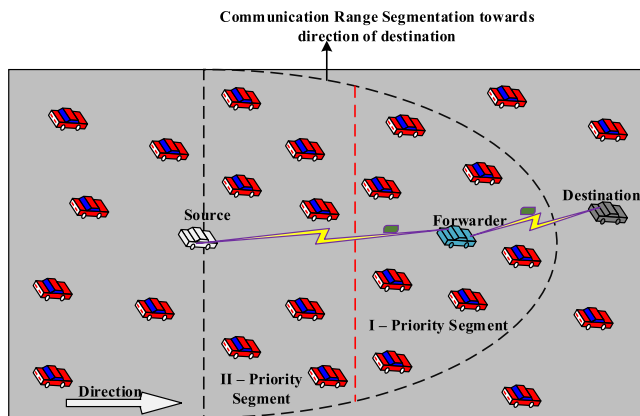 Communication Range Segmentation towards
direction of destination
Destination
Source
Forwarder
I – Priority Segment
II – Priority
Segment
Direction